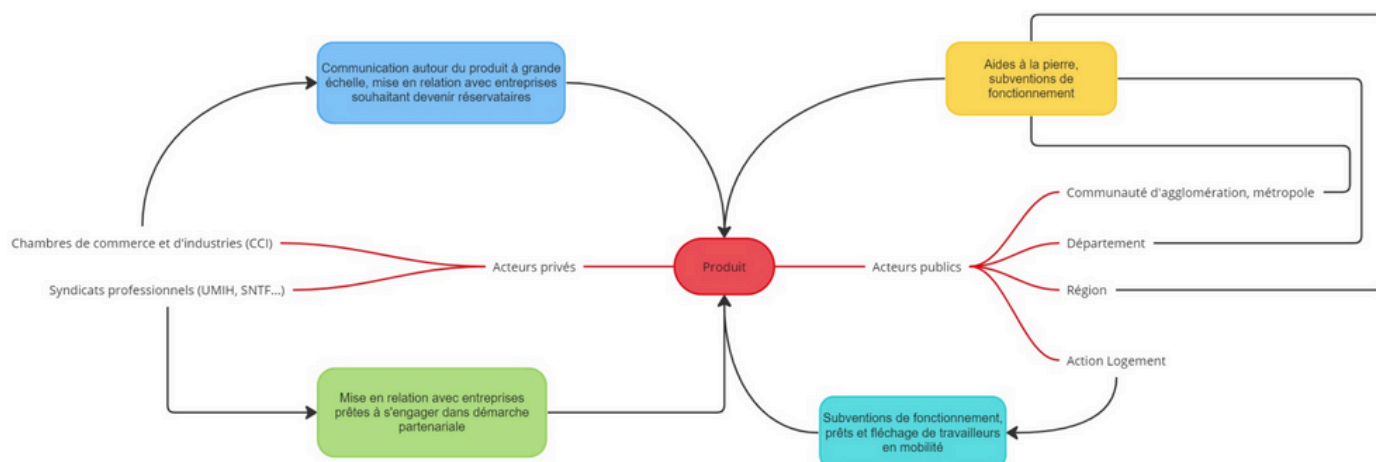 Communication autour du produit à grande
échelle, mise en relation avec entreprises
souhaitant devenir réservataires
Aides à la pierre,
subventions de
fonctionnement
Communauté d'agglomération, métropole
Chambres de commerce et d'industries (CCI)
Département
Acteurs privés
Produit
Acteurs publics
Syndicats professionnels (UMIH, SNTF...)
Région
Action Logement
Mise en relation avec entreprises
prêtes à s'engager dans démarche
partenariale
Subventions de fonctionnement,
prêts et fléchage de travailleurs
en mobilité